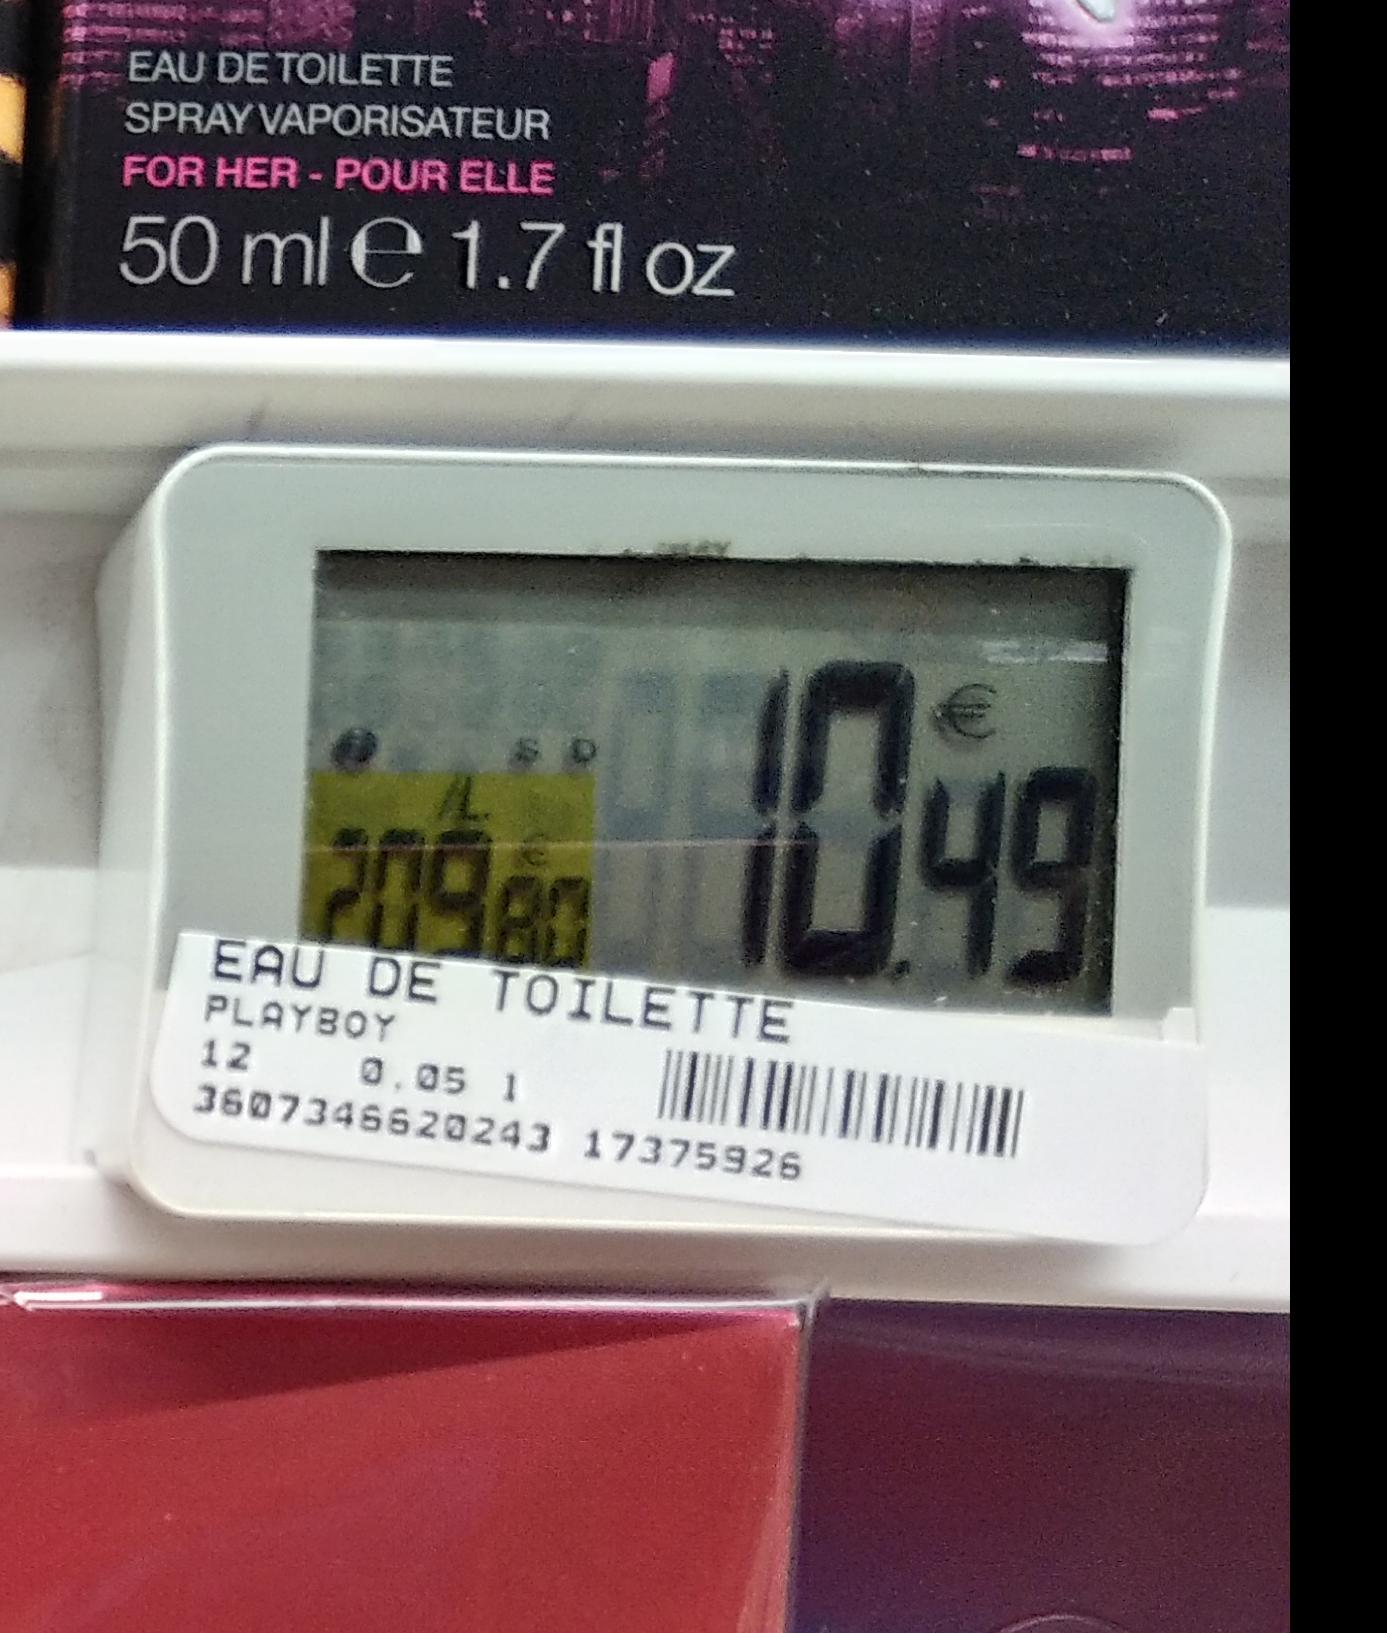 EAU DE TOILETTE
SPRAY VAPORISATEUR
FOR HER - POUR ELLE
50 ml ℮ 1.7 fl oz
S D
10.49 €
/L.
209.80 €
EAU DE TOILETTE
PLAYBOY
12 0.05 l
3607346620243 17375926